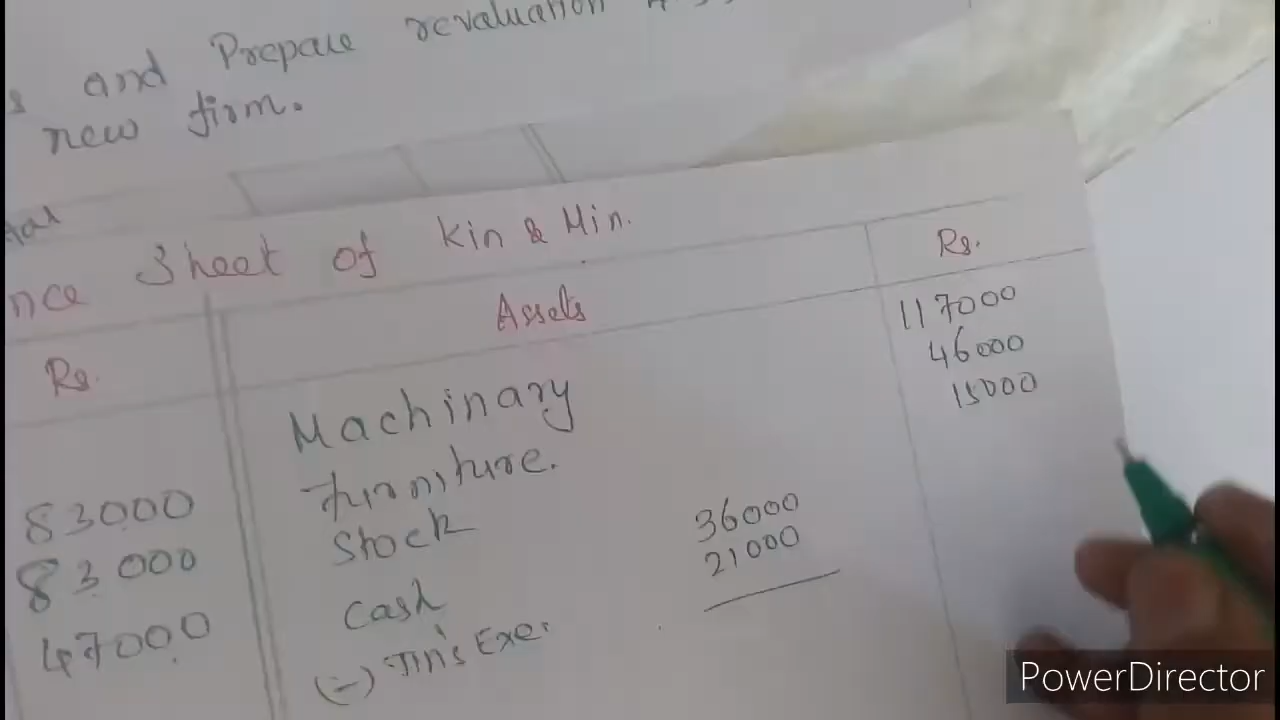 and Prepare revaluation
new firm.
Sheet of Kin & Min.
Rs. Assets Rs.
Machinary 117000
83000 furniture. 46000
83000 Stock 15000
47000 Cash 36000
(-) Jin's Exe. 21000
PowerDirector